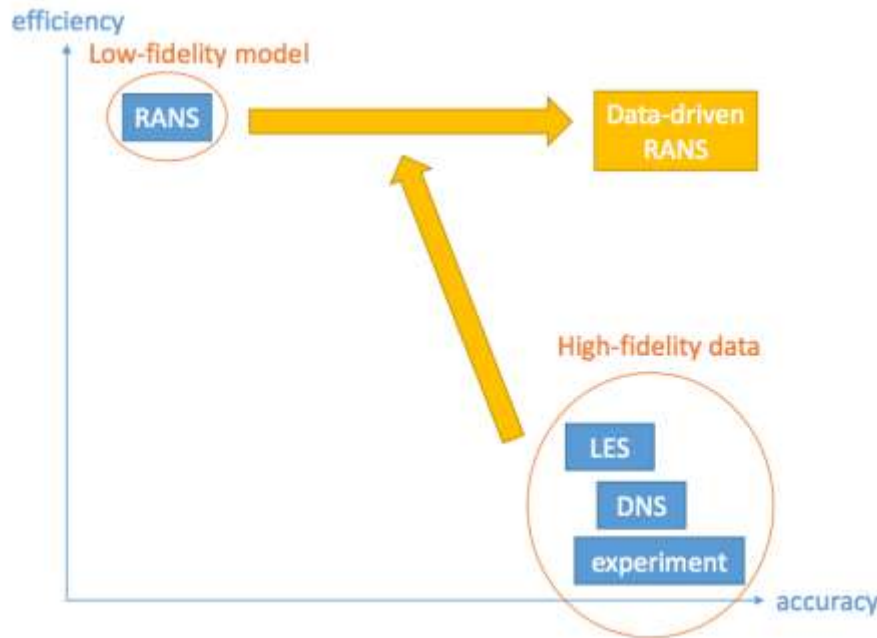 efficiency
Low-fidelity model
RANS
Data-driven
RANS
High-fidelity data
LES
DNS
experiment
accuracy